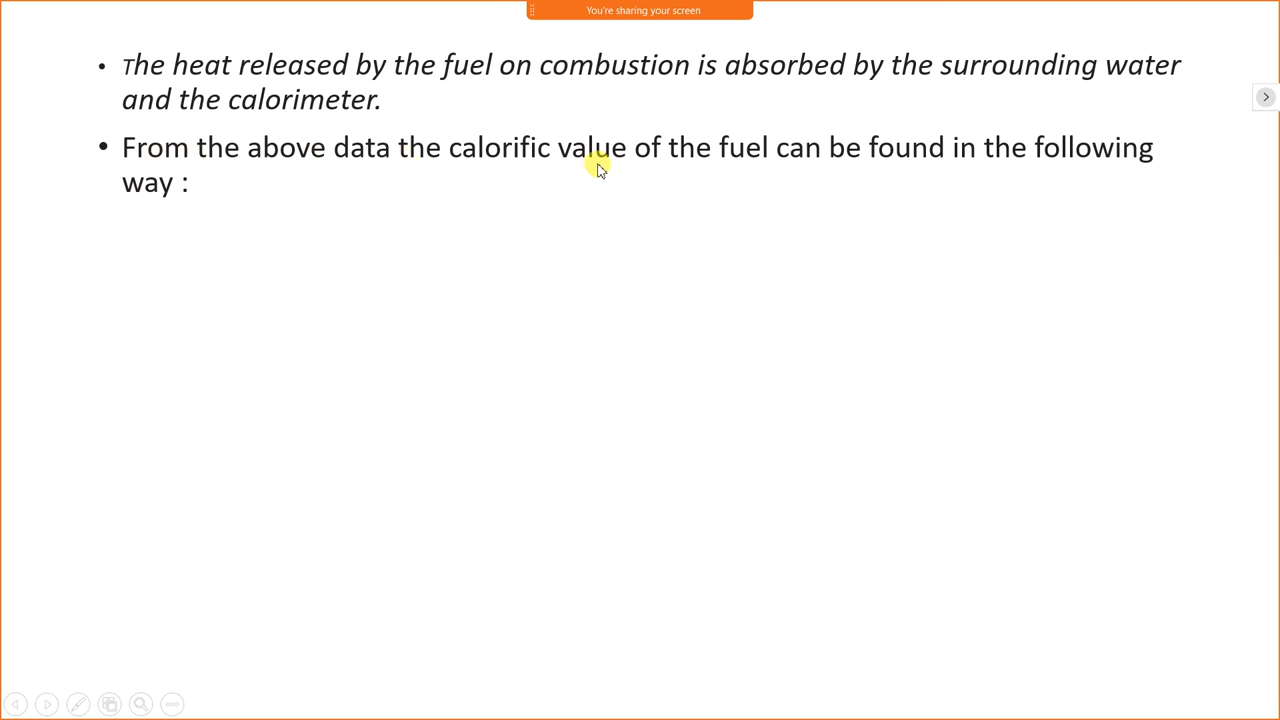 You're sharing your screen
• The heat released by the fuel on combustion is absorbed by the surrounding water
and the calorimeter.
• From the above data the calorific value of the fuel can be found in the following
way :